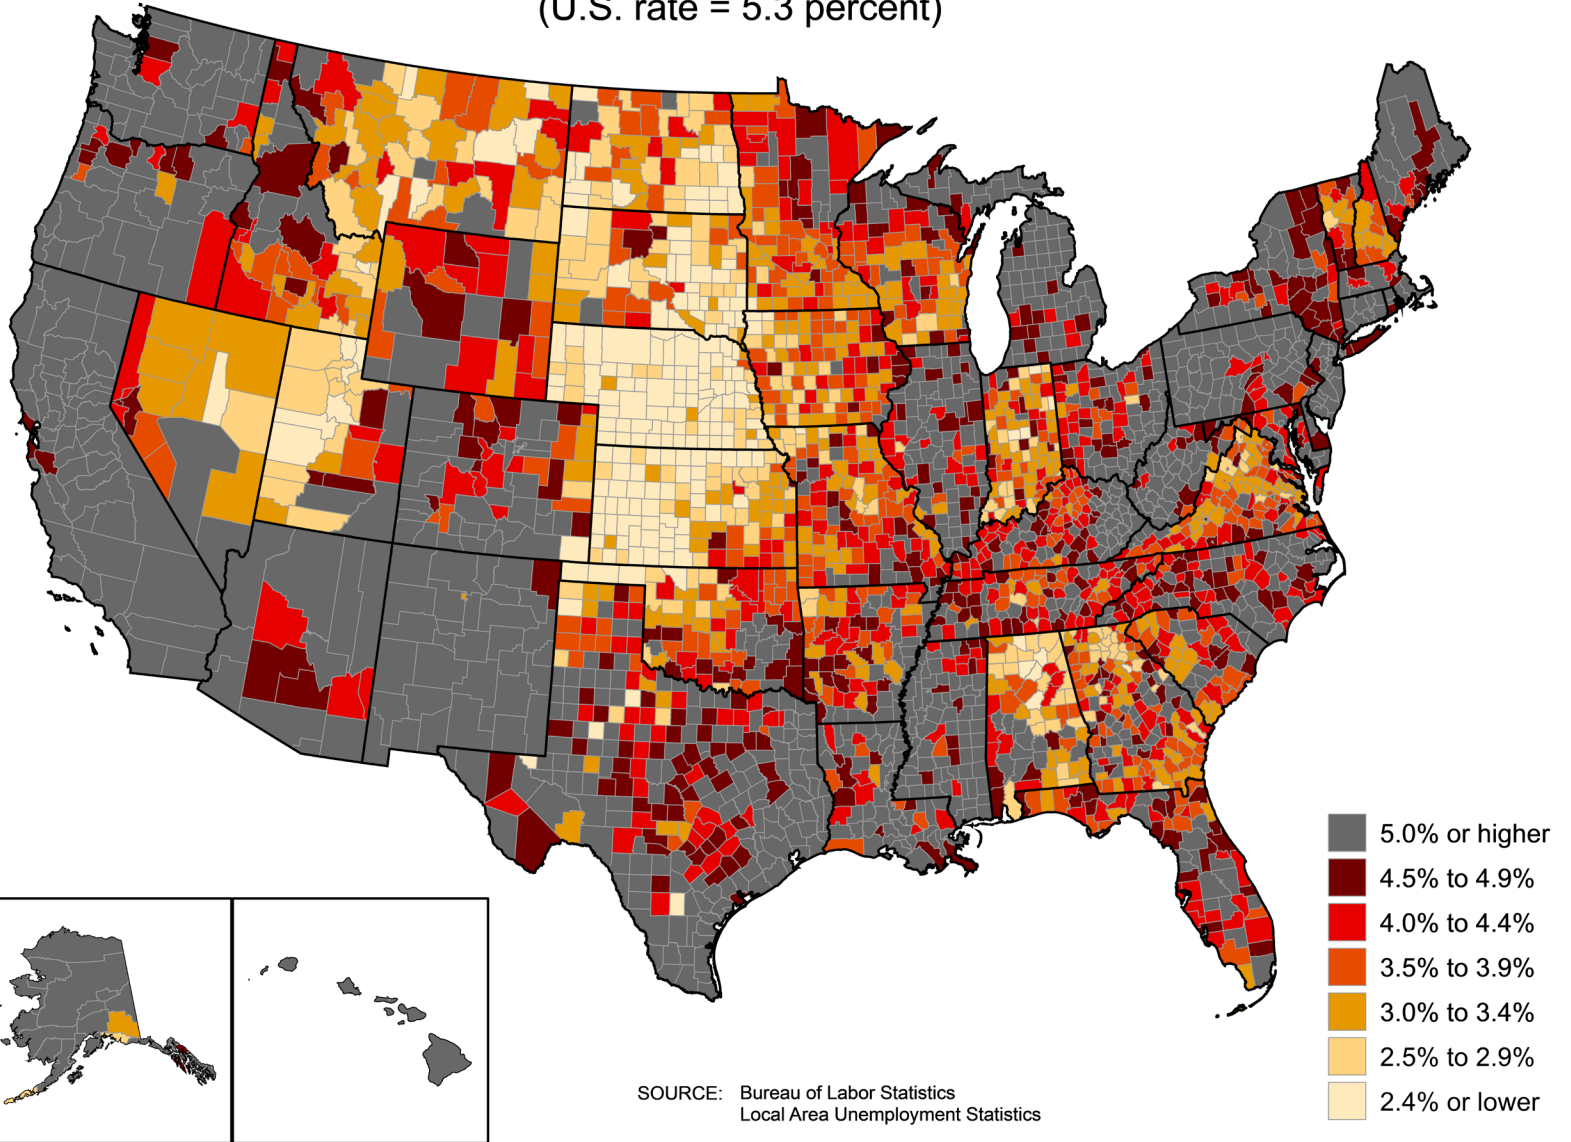 (U.S. rate = 5.3 percent)
5.0% or higher
4.5% to 4.9%
4.0% to 4.4%
3.5% to 3.9%
3.0% to 3.4%
2.5% to 2.9%
2.4% or lower
SOURCE: Bureau of Labor Statistics
Local Area Unemployment Statistics